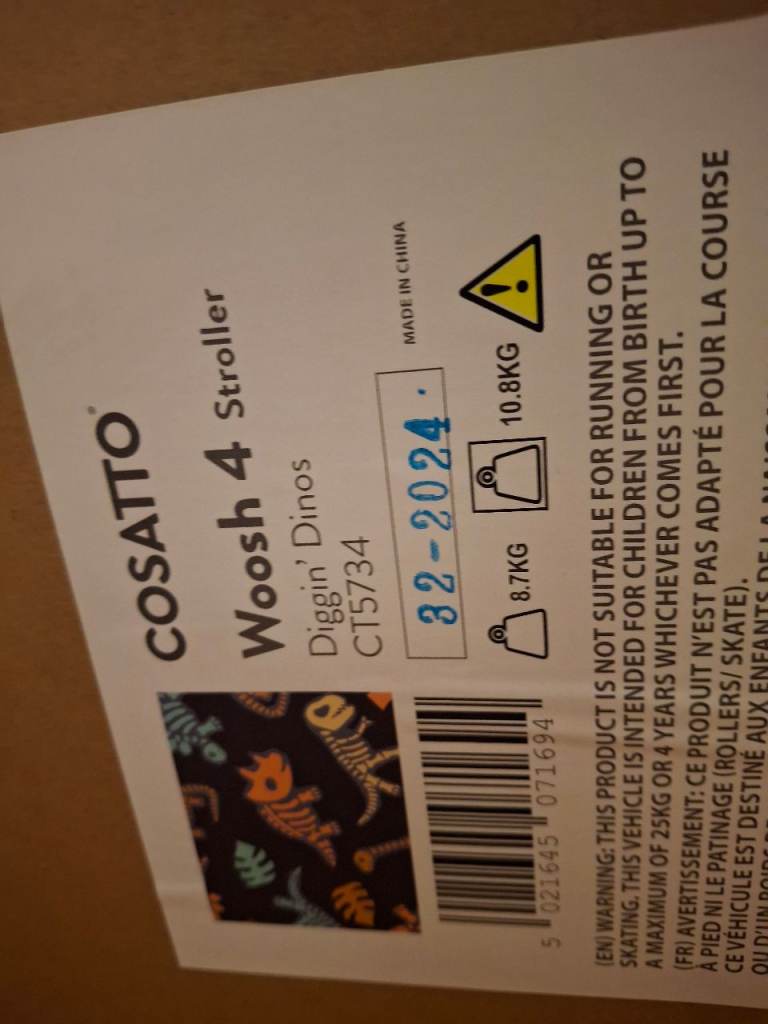 COSATTO
Woosh 4 Stroller
Diggin' Dinos
CT5734
32-2024.
MADE IN CHINA
8.7KG
10.8KG
5 021645 071694
(EN) WARNING: THIS PRODUCT IS NOT SUITABLE FOR RUNNING OR
SKATING. THIS VEHICLE IS INTENDED FOR CHILDREN FROM BIRTH UP TO
A MAXIMUM OF 25KG OR 4 YEARS WHICHEVER COMES FIRST.
(FR) AVERTISSEMENT: CE PRODUIT N'EST PAS ADAPTÉ POUR LA COURSE
À PIED NI LE PATINAGE (ROLLERS/ SKATE).
CE VÉHICULE EST DESTINÉ AUX ENFANTS DE LA